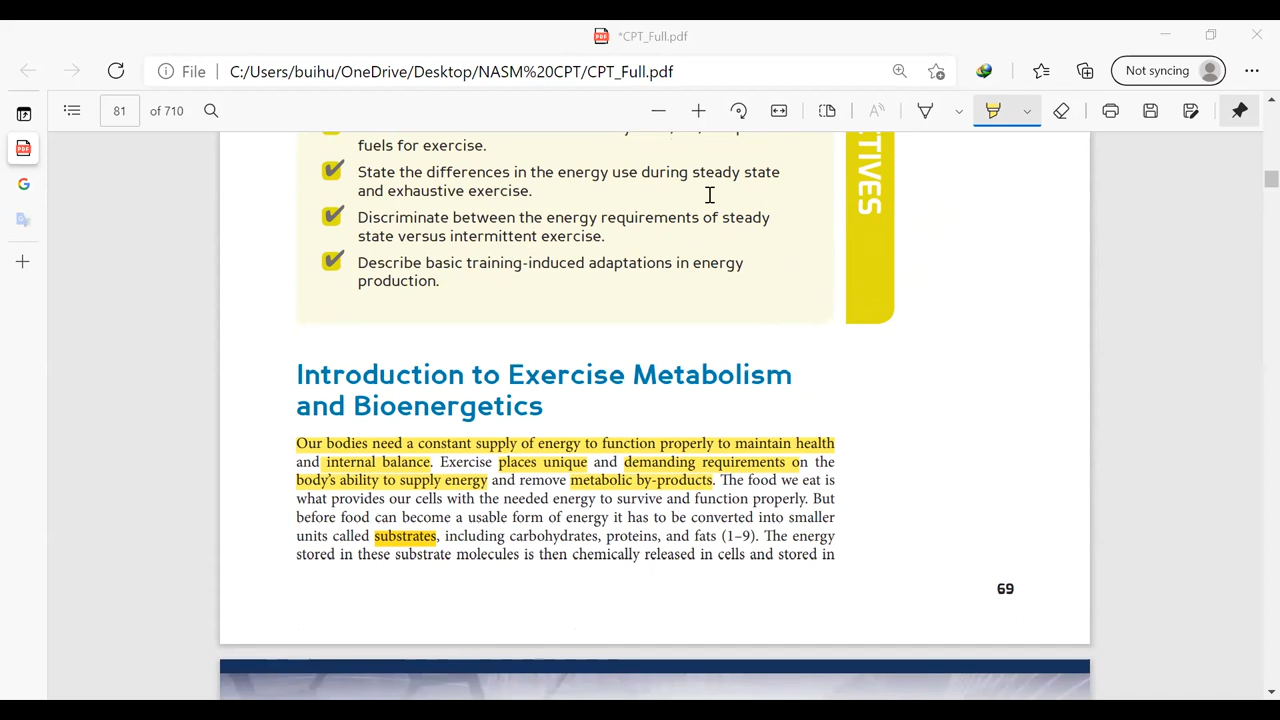 *CPT_Full.pdf
File C:/Users/buihu/OneDrive/Desktop/NASM%20CPT/CPT_Full.pdf Not syncing
81 of 710
fuels for exercise.
State the differences in the energy use during steady state
and exhaustive exercise.
Discriminate between the energy requirements of steady
state versus intermittent exercise.
Describe basic training-induced adaptations in energy
production.
TIVES
Introduction to Exercise Metabolism
and Bioenergetics
Our bodies need a constant supply of energy to function properly to maintain health
and internal balance. Exercise places unique and demanding requirements on the
body's ability to supply energy and remove metabolic by-products. The food we eat is
what provides our cells with the needed energy to survive and function properly. But
before food can become a usable form of energy it has to be converted into smaller
units called substrates, including carbohydrates, proteins, and fats (1–9). The energy
stored in these substrate molecules is then chemically released in cells and stored in
69